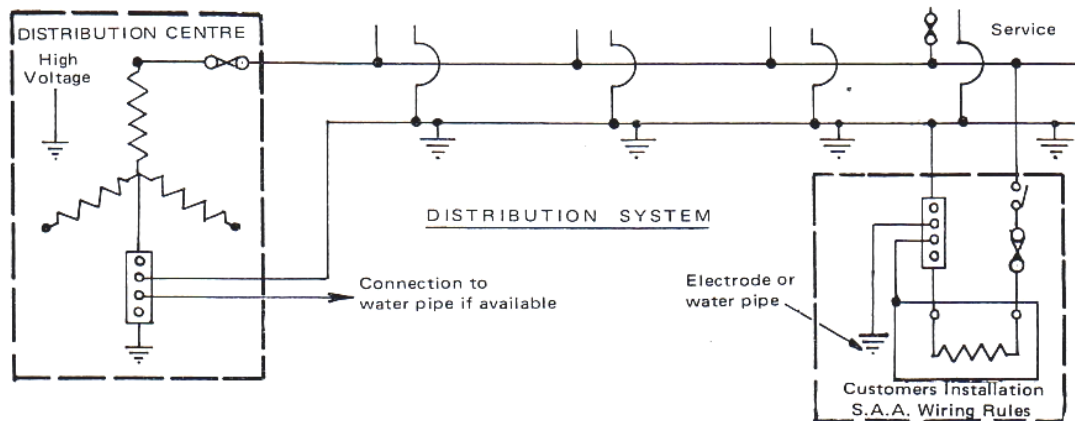 DISTRIBUTION CENTRE
High
Voltage
Service
DISTRIBUTION SYSTEM
Connection to
water pipe if available
Electrode or
water pipe
Customers Installation
S.A.A. Wiring Rules